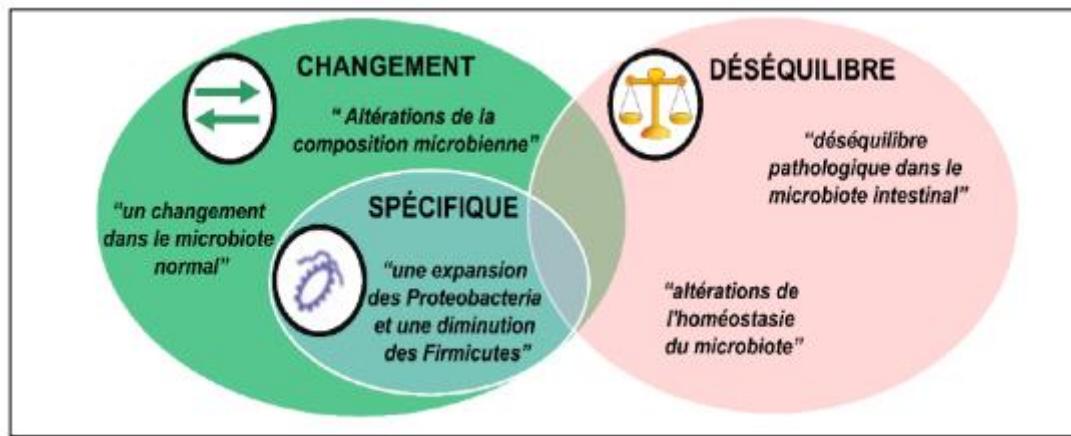 CHANGEMENT
“ Altérations de la
composition microbienne”
“un changement
dans le microbiote
normal”
SPÉCIFIQUE
“une expansion
des Proteobacteria
et une diminution
des Firmicutes”
DÉSÉQUILIBRE
“déséquilibre
pathologique dans le
microbiote intestinal”
“altérations de
l'homéostasie
du microbiote”